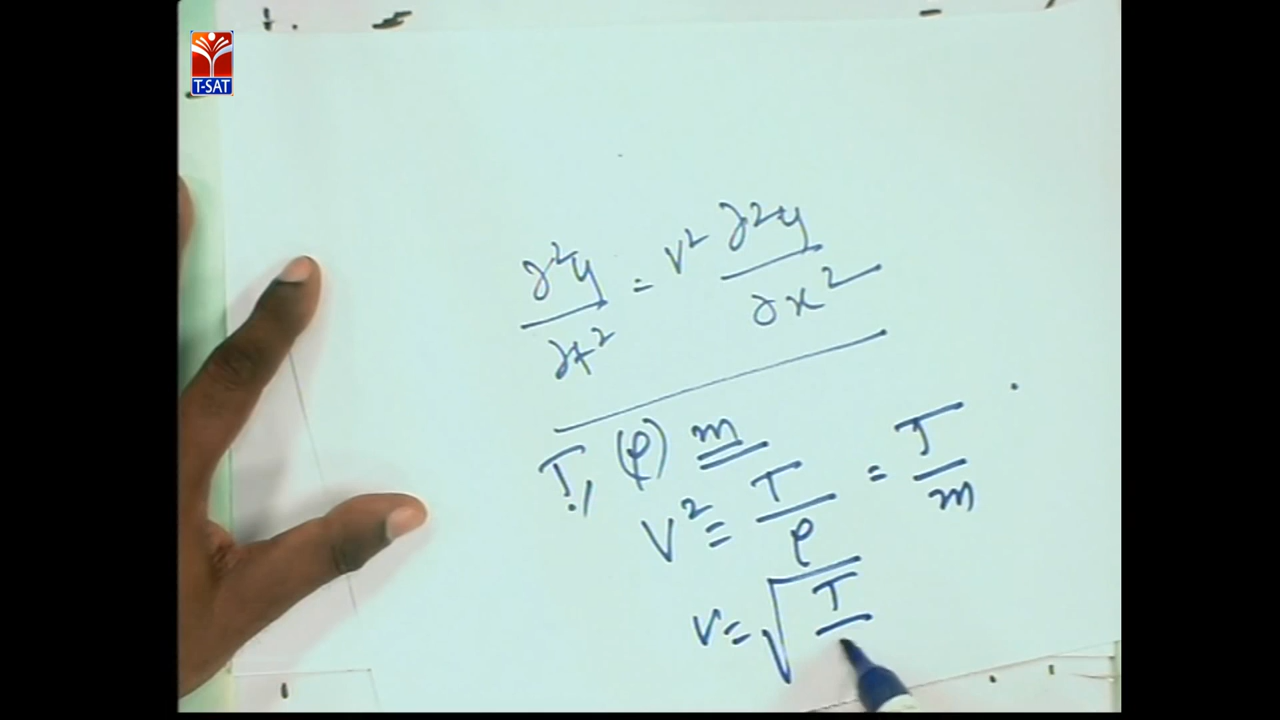 T-SAT
∂²y/∂t² = v² ∂²y/∂x²
T, (ρ) m
v² = T/ρ = T/m
v = √T